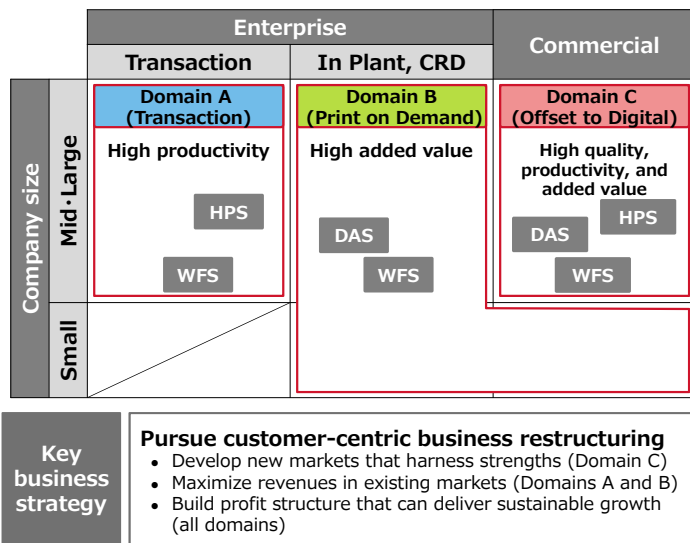 Enterprise
Commercial
Transaction
In Plant, CRD
Company size
Mid・Large
Small
Domain A
(Transaction)
High productivity
HPS
WFS
Domain B
(Print on Demand)
High added value
DAS
WFS
Domain C
(Offset to Digital)
High quality,
productivity, and
added value
HPS
DAS
WFS
Key
business
strategy
Pursue customer-centric business restructuring
• Develop new markets that harness strengths (Domain C)
• Maximize revenues in existing markets (Domains A and B)
• Build profit structure that can deliver sustainable growth
(all domains)